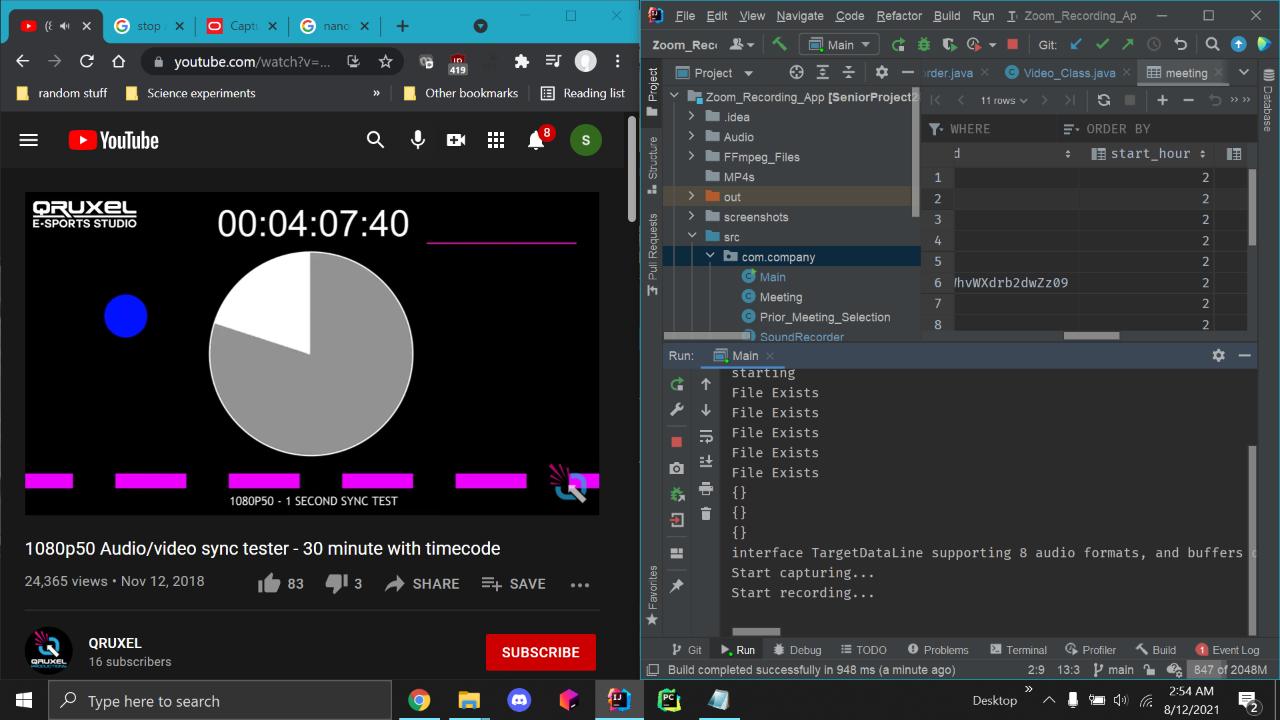 stop
Captu
nano
youtube.com/watch?v=...
419
random stuff
Science experiments
»
Other bookmarks
Reading list
YouTube
8
S
QRUXEL
E-SPORTS STUDIO
00:04:07:40
1080P50 - 1 SECOND SYNC TEST
1080p50 Audio/video sync tester - 30 minute with timecode
24,365 views • Nov 12, 2018
83
3
SHARE
SAVE
QRUXEL
PRODUCTIONS
QRUXEL
16 subscribers
SUBSCRIBE
File Edit View Navigate Code Refactor Build Run T Zoom_Recording_Ap
Zoom_Reco
Main
Git:
Project
rder.java
Video_Class.java
meeting
Zoom_Recording_App [SeniorProject2
.idea
Audio
FFmpeg_Files
MP4s
out
screenshots
src
com.company
Main
Meeting
Prior_Meeting_Selection
SoundRecorder
11 rows
WHERE
ORDER BY
d
start_hour
1 2
2 2
3 2
4 2
5 2
6 WhvWXdrb2dwZz09 2
7 2
8 2
Project
Structure
Pull Requests
Favorites
Database
Run:
Main
starting
File Exists
File Exists
File Exists
File Exists
File Exists
{}
{}
{}
interface TargetDataLine supporting 8 audio formats, and buffers o
Start capturing...
Start recording...
Git
Run
Debug
TODO
Problems
Terminal
Profiler
Build
1 Event Log
Build completed successfully in 948 ms (a minute ago)
2:9
13:3
main
847 of 2048M
Type here to search
Desktop
»
2:54 AM
8/12/2021
2